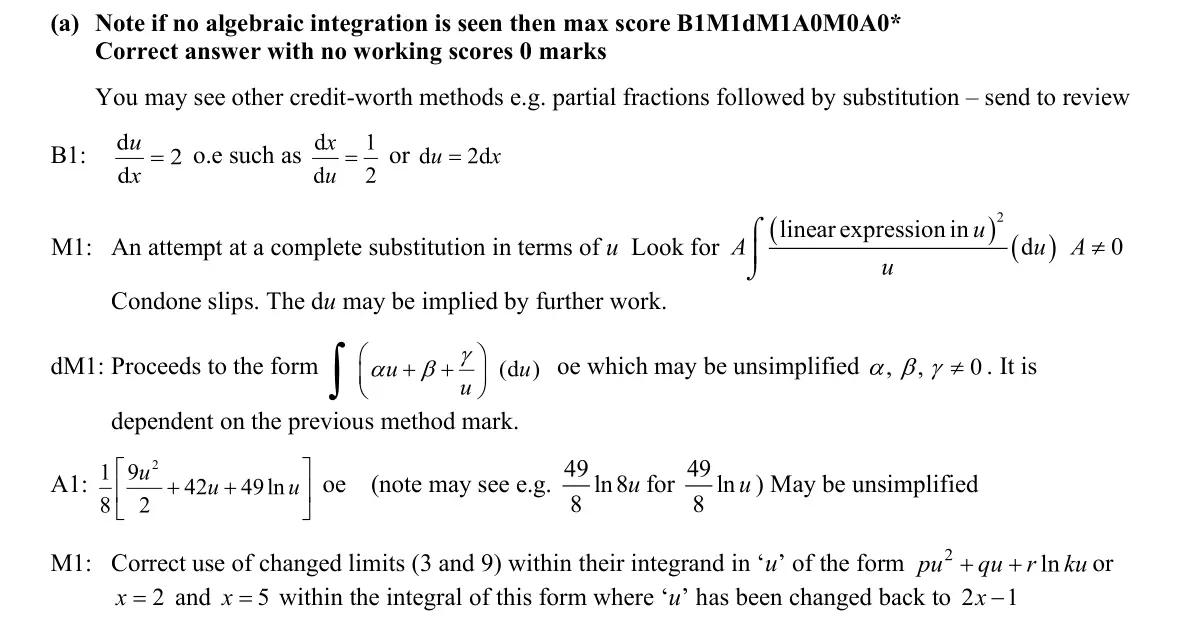 (a) Note if no algebraic integration is seen then max score B1M1dM1A0M0A0*
Correct answer with no working scores 0 marks
You may see other credit-worth methods e.g. partial fractions followed by substitution – send to review
B1: du/dx = 2 o.e such as dx/du = 1/2 or du = 2dx
M1: An attempt at a complete substitution in terms of u Look for A∫ (linear expression in u)²/u (du) A ≠ 0
Condone slips. The du may be implied by further work.
dM1: Proceeds to the form ∫ (αu + β + γ/u) (du) oe which may be unsimplified α, β, γ ≠ 0. It is
dependent on the previous method mark.
A1: 1/8[9u²/2 + 42u + 49 ln u] oe (note may see e.g. 49/8 ln 8u for 49/8 ln u) May be unsimplified
M1: Correct use of changed limits (3 and 9) within their integrand in ‘u’ of the form pu² + qu + r ln ku or
x = 2 and x = 5 within the integral of this form where ‘u’ has been changed back to 2x – 1